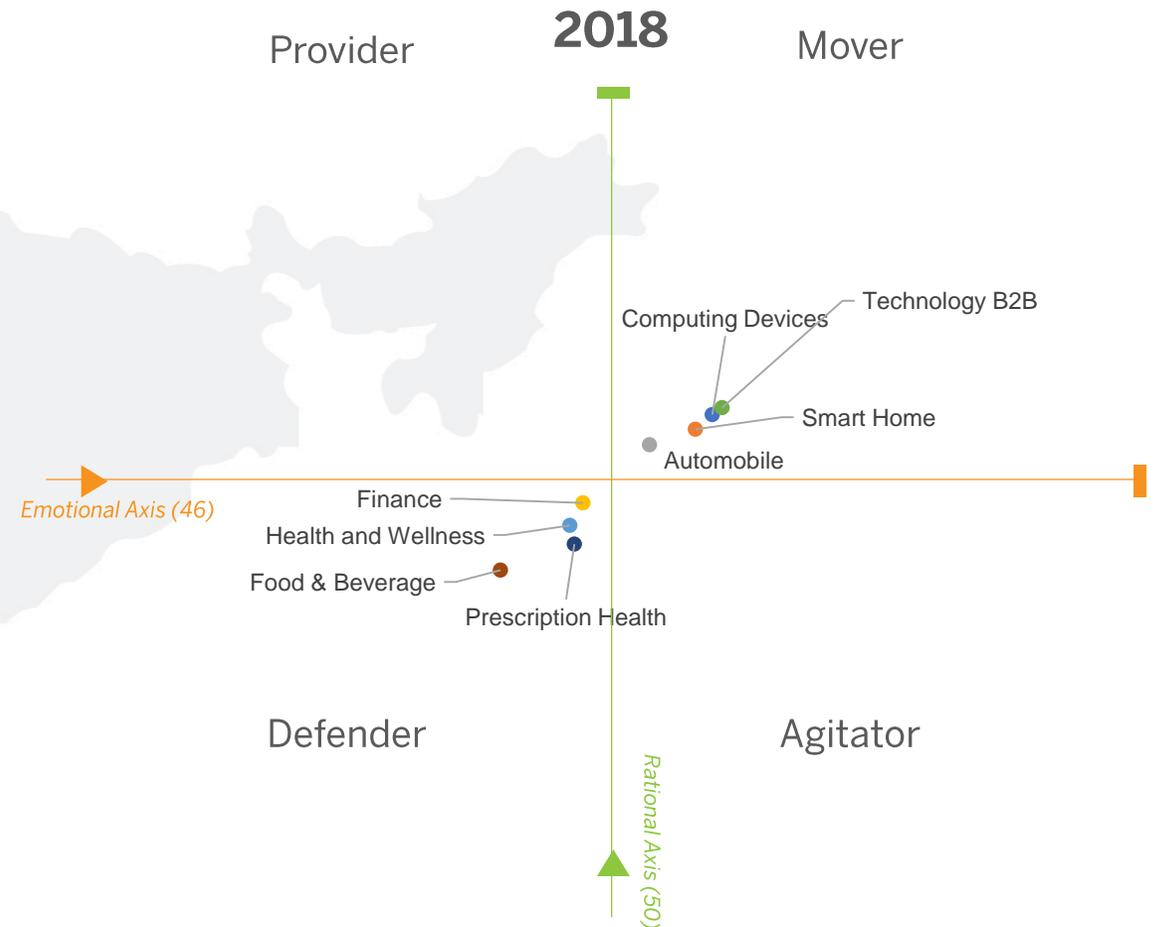 2018
Provider
Mover
Technology B2B
Computing Devices
Smart Home
Automobile
Emotional Axis (46)
Finance
Health and Wellness
Food & Beverage
Prescription Health
Defender
Agitator
Rational Axis (50)